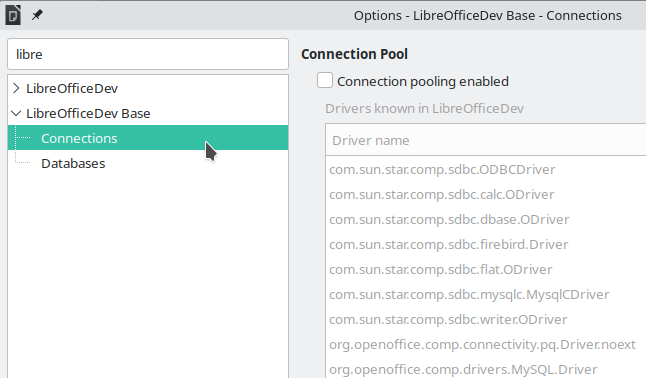 Options - LibreOfficeDev Base - Connections
libre
LibreOfficeDev
LibreOfficeDev Base
Connections
Databases
Connection Pool
Connection pooling enabled
Drivers known in LibreOfficeDev
Driver name
com.sun.star.comp.sdbc.ODBCDriver
com.sun.star.comp.sdbc.calc.ODriver
com.sun.star.comp.sdbc.dbase.ODriver
com.sun.star.comp.sdbc.firebird.Driver
com.sun.star.comp.sdbc.flat.ODriver
com.sun.star.comp.sdbc.mysqlc.MysqlCDriver
com.sun.star.comp.sdbc.writer.ODriver
org.openoffice.comp.connectivity.pq.Driver.noext
org.openoffice.comp.drivers.MySQL.Driver